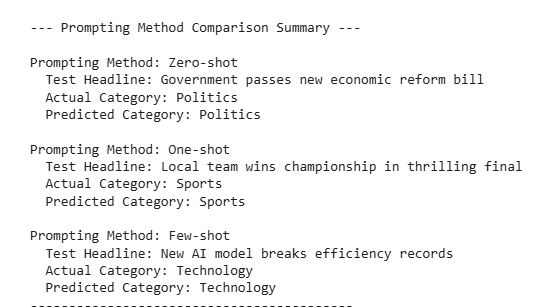 --- Prompting Method Comparison Summary ---
Prompting Method: Zero-shot
Test Headline: Government passes new economic reform bill
Actual Category: Politics
Predicted Category: Politics
Prompting Method: One-shot
Test Headline: Local team wins championship in thrilling final
Actual Category: Sports
Predicted Category: Sports
Prompting Method: Few-shot
Test Headline: New AI model breaks efficiency records
Actual Category: Technology
Predicted Category: Technology
------------------------------------------